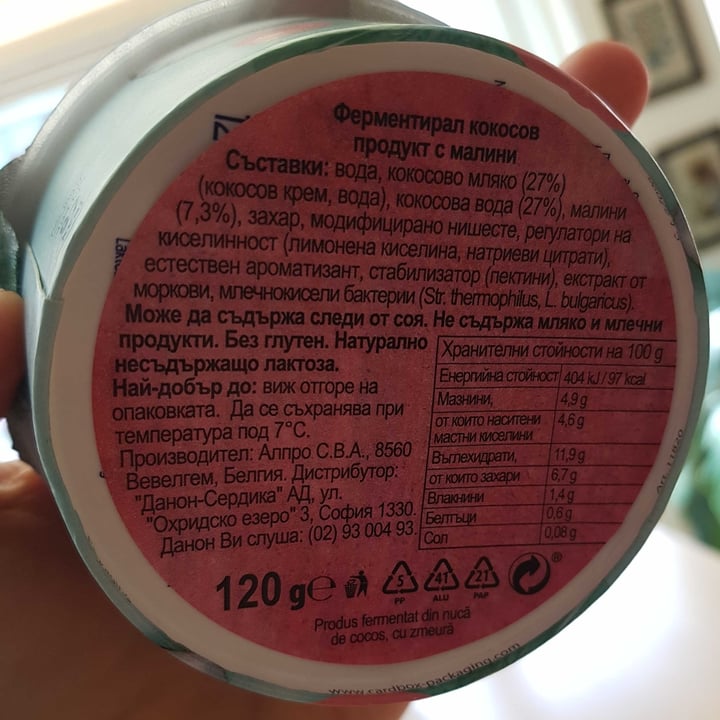 Ферментирал кокосов
продукт с малини
Съставки: вода, кокосово мляко (27%)
(кокосов крем, вода), кокосова вода (27%), малини
(7,3%), захар, модифицирано нишесте, регулатори на
киселинност (лимонена киселина, натриеви цитрати),
естествен ароматизант, стабилизатор (пектини), екстракт от
моркови, млечнокисели бактерии (Str. thermophilus, L. bulgaricus).
Може да съдържа следи от соя. Не съдържа мляко и млечни
продукти. Без глутен. Натурално
несъдържащо лактоза.
Най-добър до: виж отгоре на
опаковката. Да се съхранява при
температура под 7°C.
Производител: Алпро С.В.А., 8560
Вевелгем, Белгия. Дистрибутор:
"Данон-Сердика" АД, ул.
"Охридско езеро" 3, София 1330.
Данон Ви слуша: (02) 93 004 93.
Хранителни стойности на 100 g
Енергийна стойност 404 kJ / 97 kcal
Мазнини, 4,9 g
от които наситени 4,6 g
мастни киселини
Въглехидрати, 11,9 g
от които захари 6,7 g
Влакнини 1,4 g
Белтъци 0,6 g
Сол 0,08 g
120 g e
5 41 21 ®
PP ALU PAP
Produs fermentat din nucă
de cocos, cu zmeură
www.cardbox-packaging.com